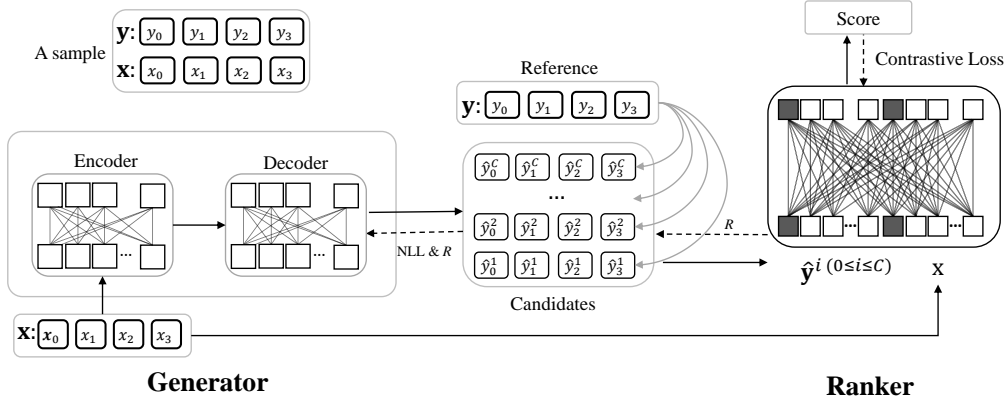 A sample
y: y₀ y₁ y₂ y₃
x: x₀ x₁ x₂ x₃
Score
Contrastive Loss
Reference
y: y₀ y₁ y₂ y₃
Encoder
Decoder
ŷ₀ᶜ ŷ₁ᶜ ŷ₂ᶜ ŷ₃ᶜ
...
ŷ₀² ŷ₁² ŷ₂² ŷ₃²
ŷ₀¹ ŷ₁¹ ŷ₂¹ ŷ₃¹
Candidates
...
...
...
...
...
NLL & R
R
ŷⁱ ⁽⁰≤ⁱ≤ᶜ⁾ x
x: x₀ x₁ x₂ x₃
Generator
Ranker